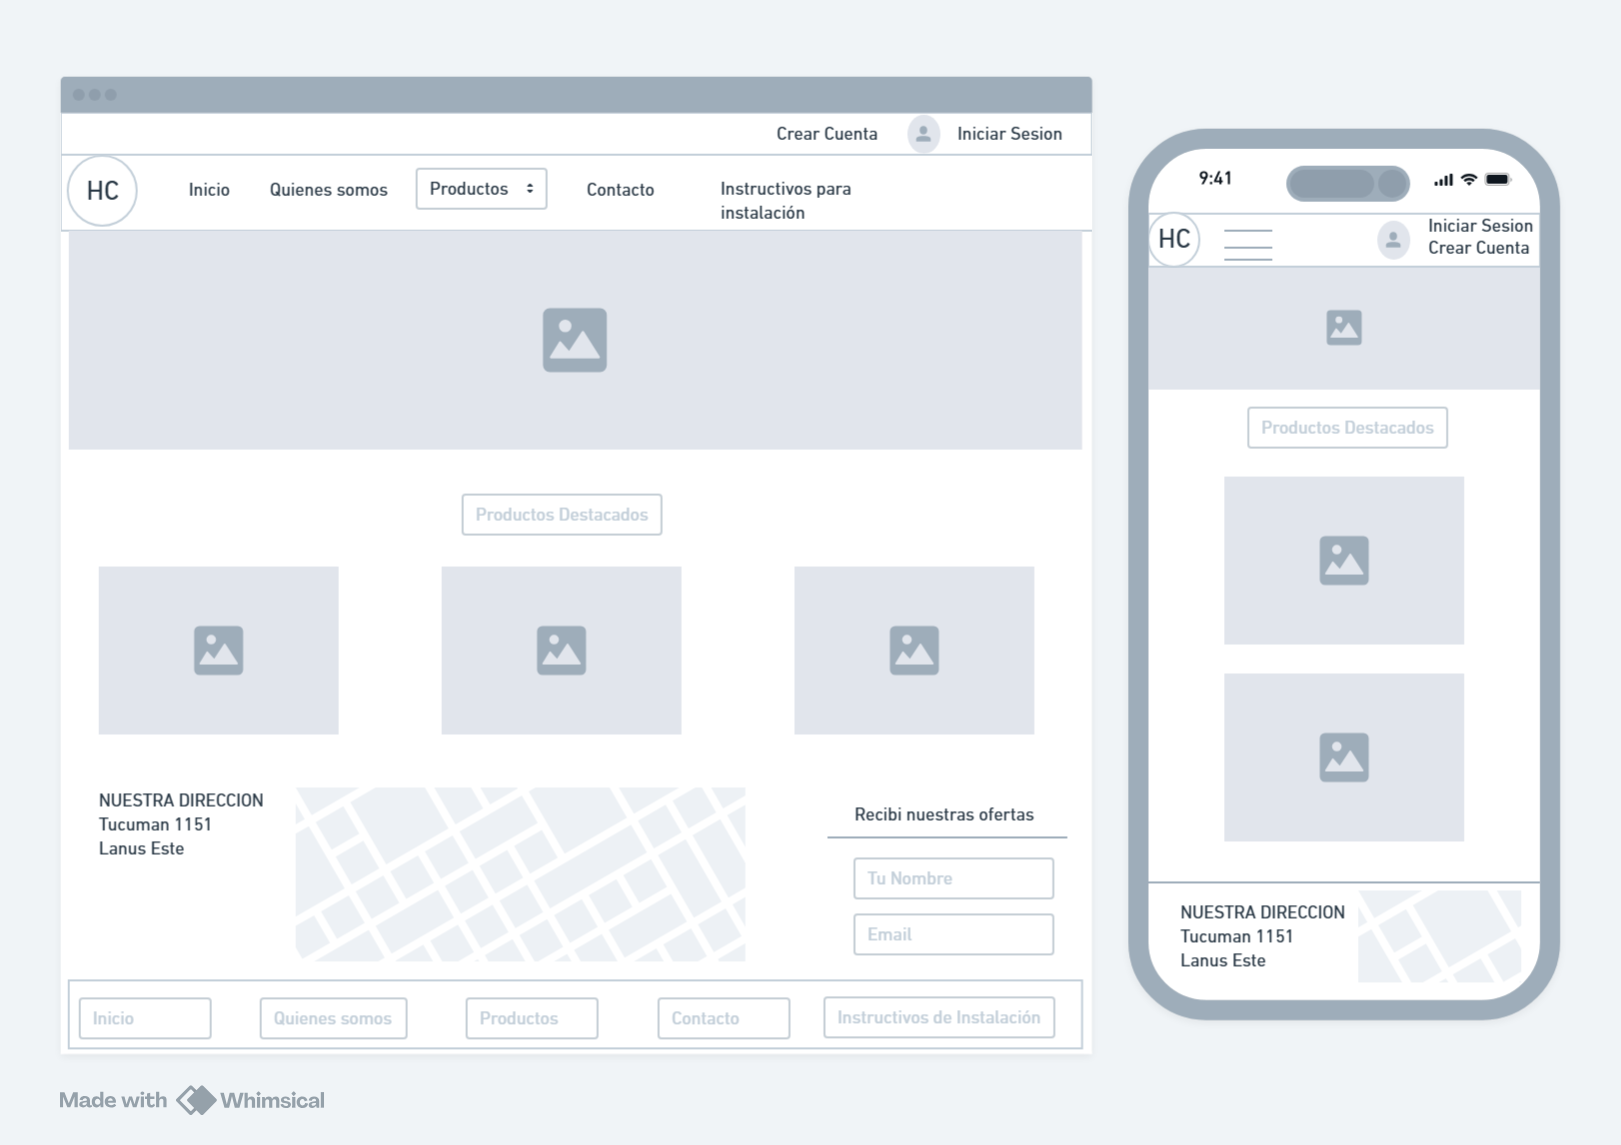 Crear Cuenta
Iniciar Sesion
HC
Inicio
Quienes somos
Productos
Contacto
Instructivos para
instalación
Productos Destacados
NUESTRA DIRECCION
Tucuman 1151
Lanus Este
Recibi nuestras ofertas
Tu Nombre
Email
Inicio
Quienes somos
Productos
Contacto
Instructivos de Instalación
9:41
HC
Iniciar Sesion
Crear Cuenta
Productos Destacados
NUESTRA DIRECCION
Tucuman 1151
Lanus Este
Made with Whimsical